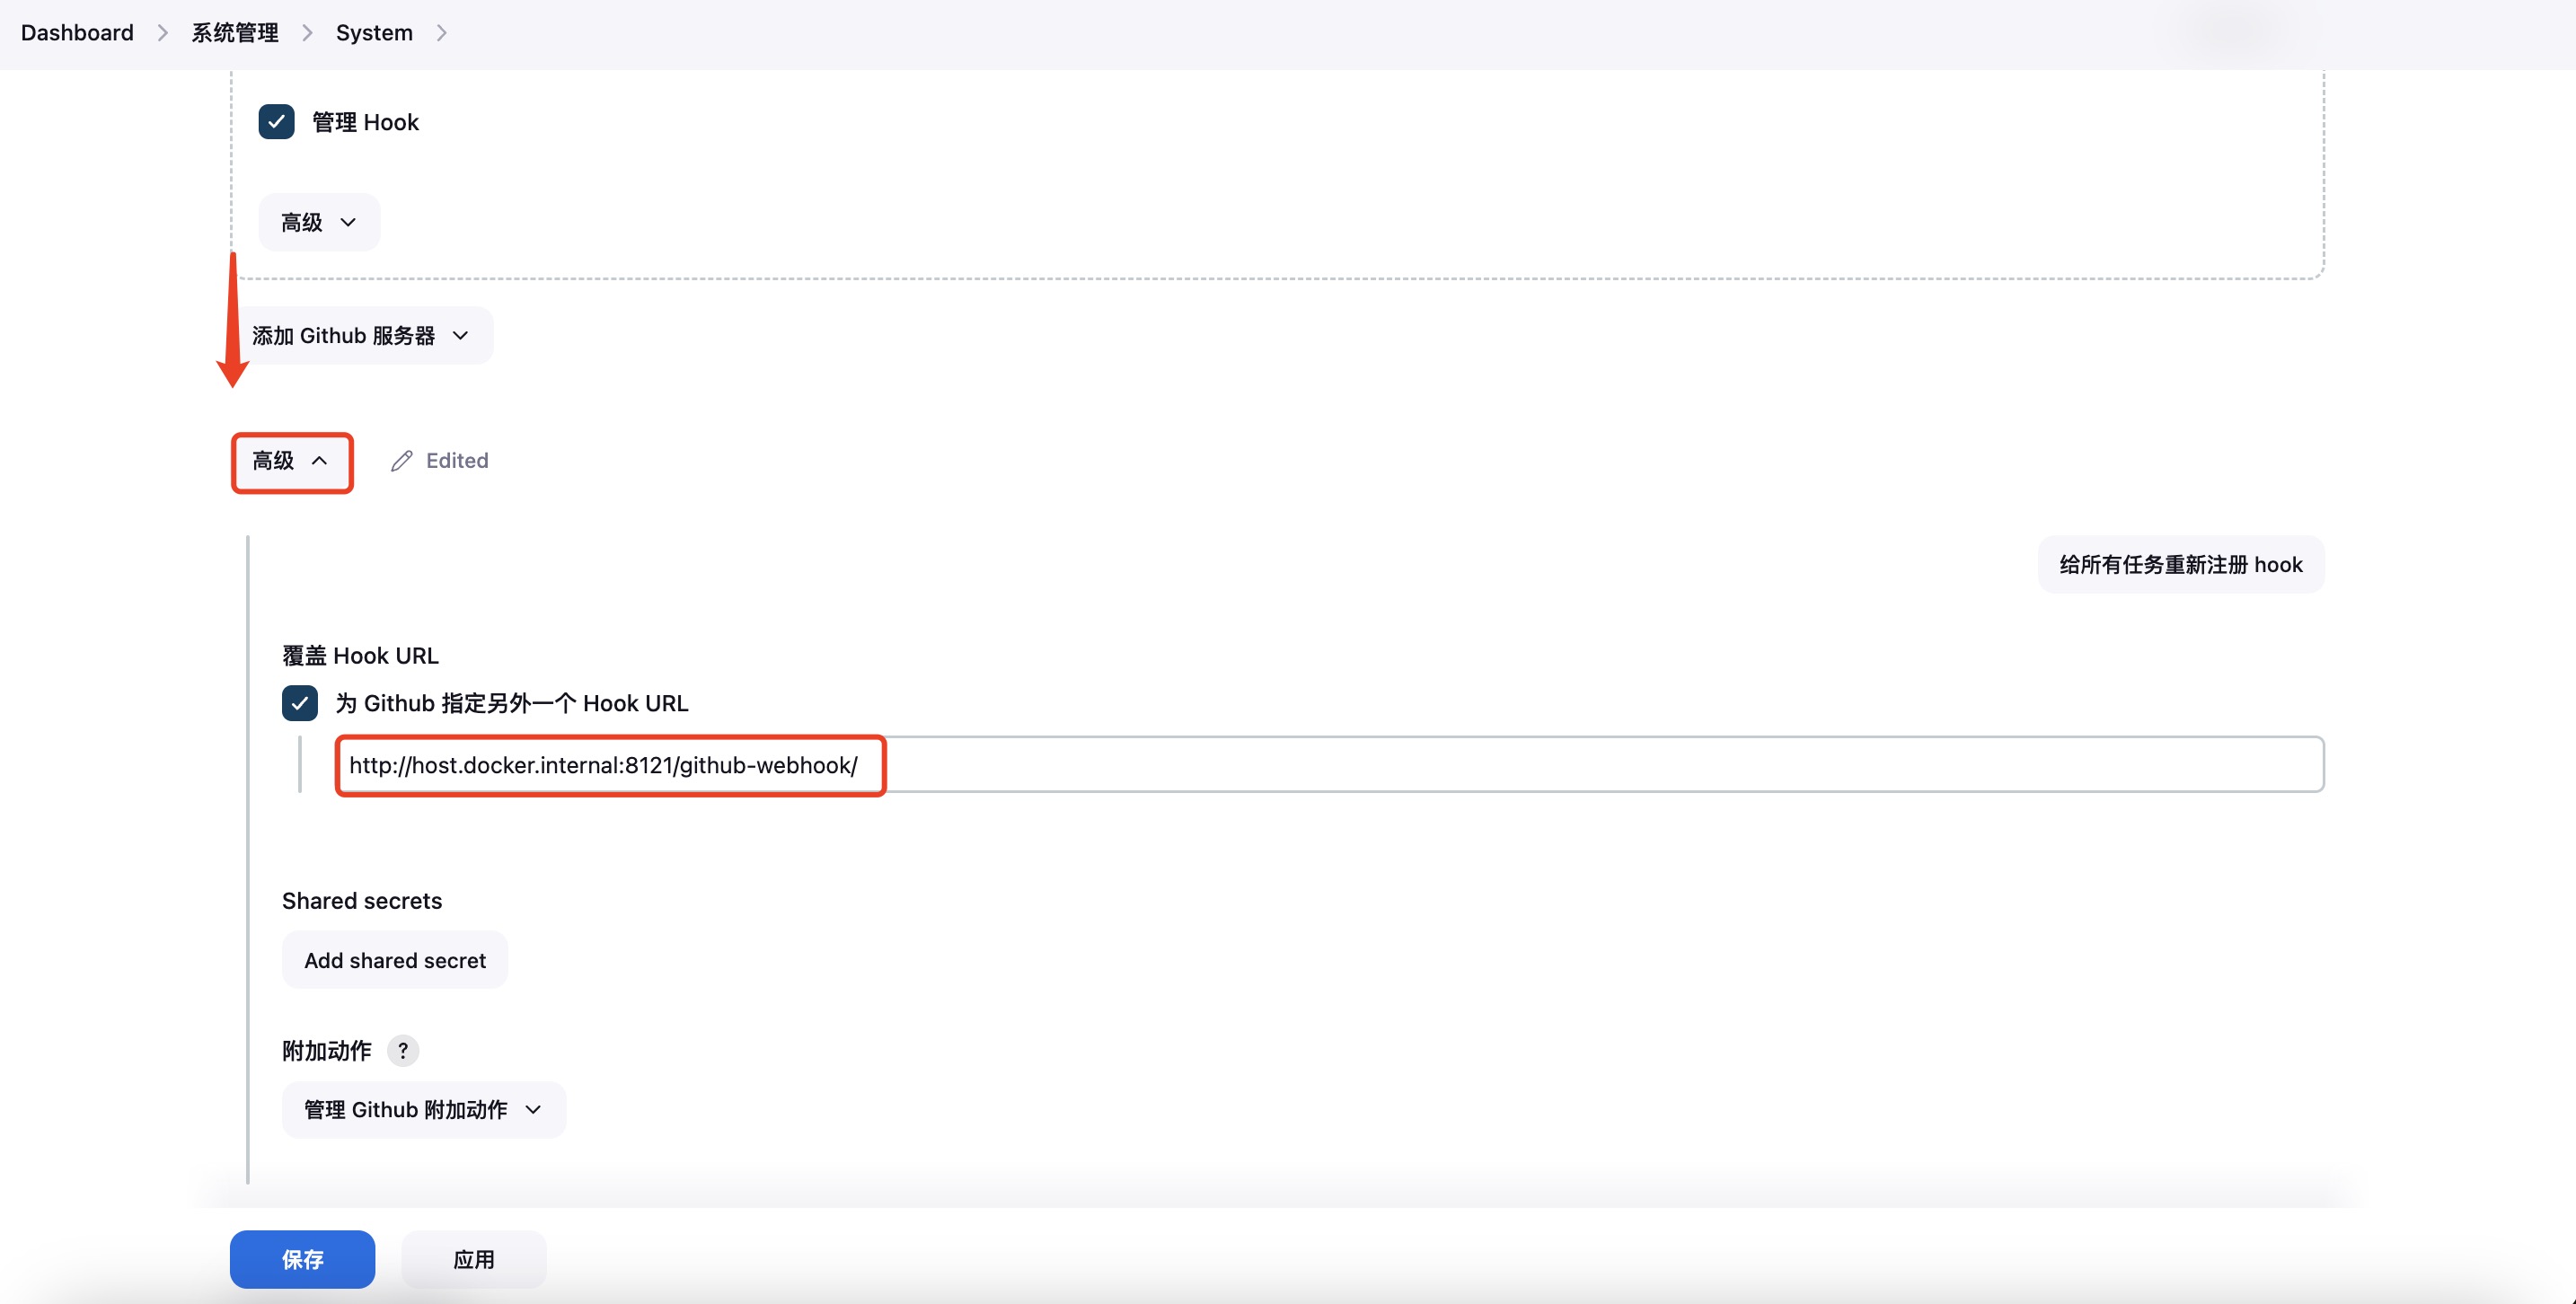 Dashboard > 系统管理 > System >
管理 Hook
高级
添加 Github 服务器
高级 Edited
给所有任务重新注册 hook
覆盖 Hook URL
为 Github 指定另外一个 Hook URL
http://host.docker.internal:8121/github-webhook/
Shared secrets
Add shared secret
附加动作 ?
管理 Github 附加动作
保存 应用